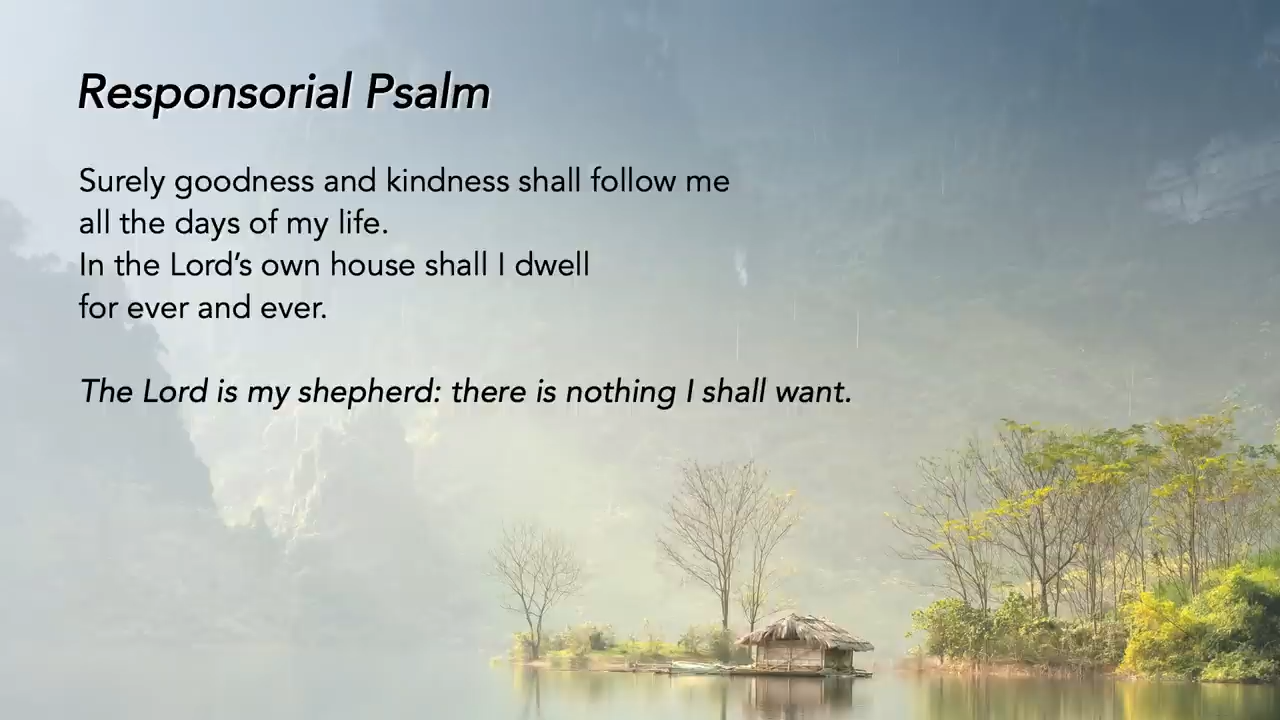 Responsorial Psalm
Surely goodness and kindness shall follow me
all the days of my life.
In the Lord’s own house shall I dwell
for ever and ever.
The Lord is my shepherd: there is nothing I shall want.